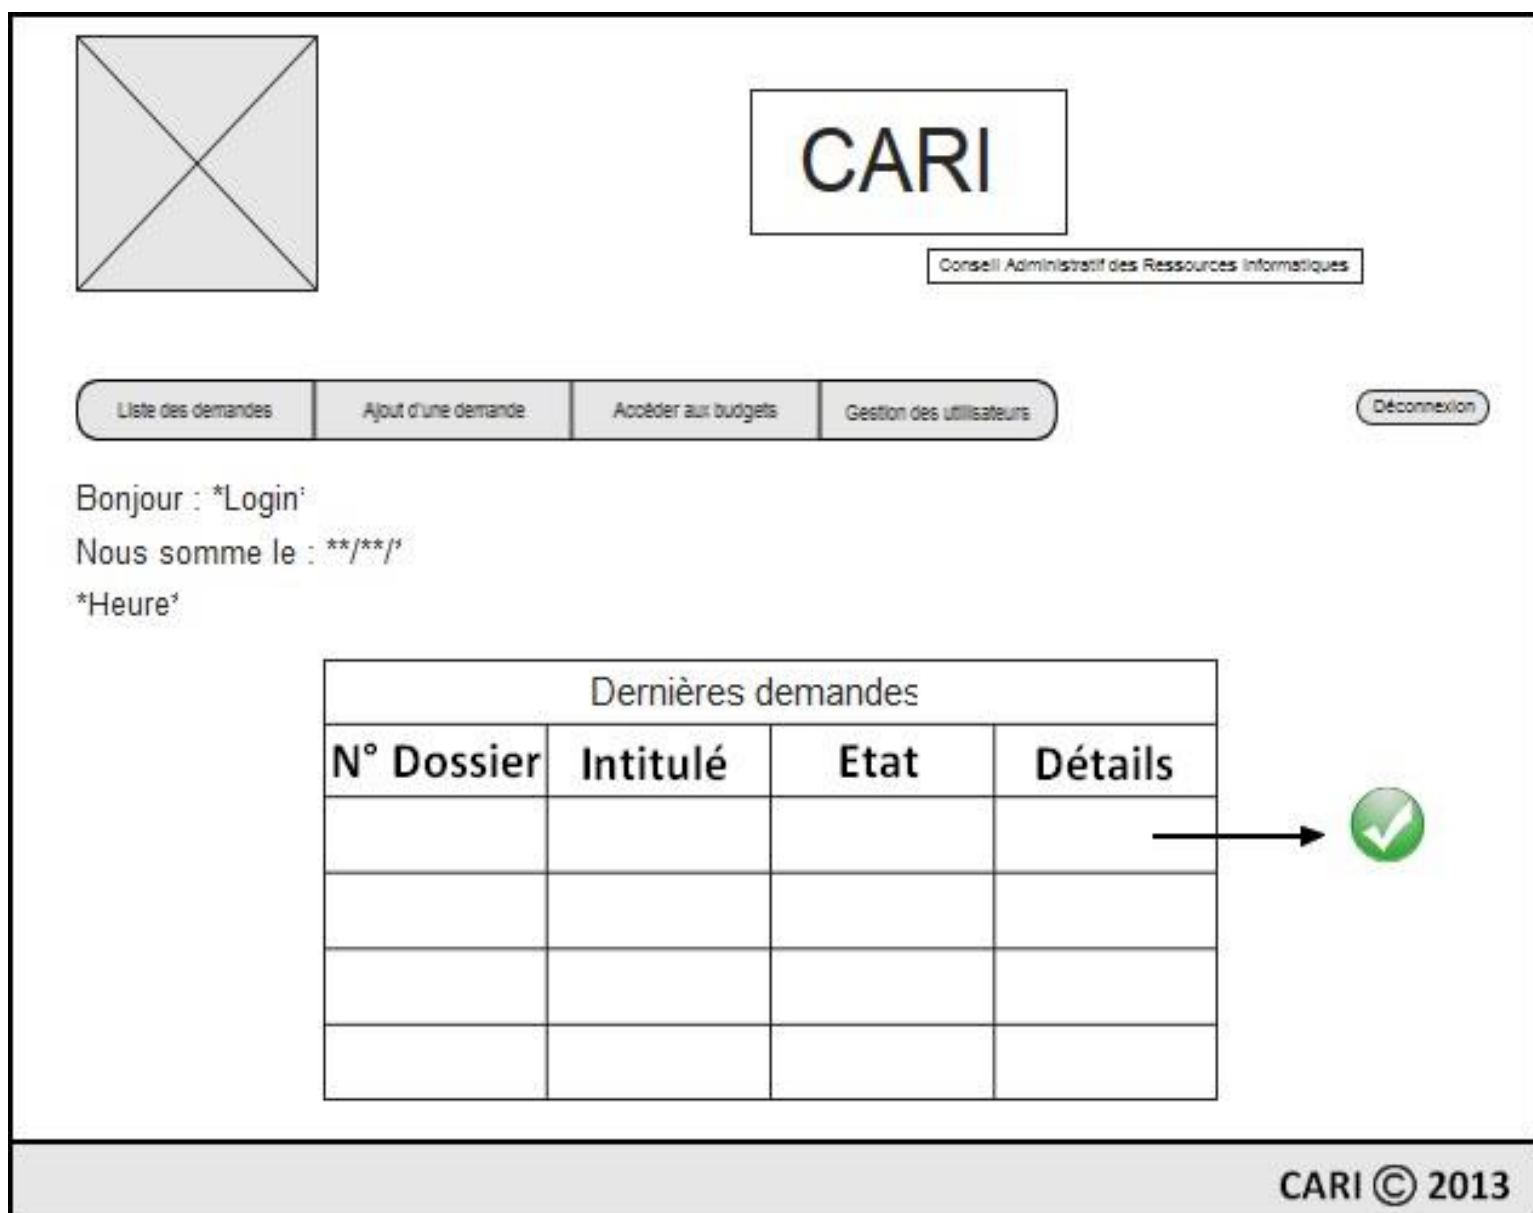 CARI
Conseil Administratif des Ressources Informatiques
Liste des demandes Ajout d'une demande Accéder aux budgets Gestion des utilisateurs Déconnexion
Bonjour : *Login*
Nous somme le : **/**/*
*Heure*
Dernières demandes
N° Dossier Intitulé Etat Détails
CARI © 2013